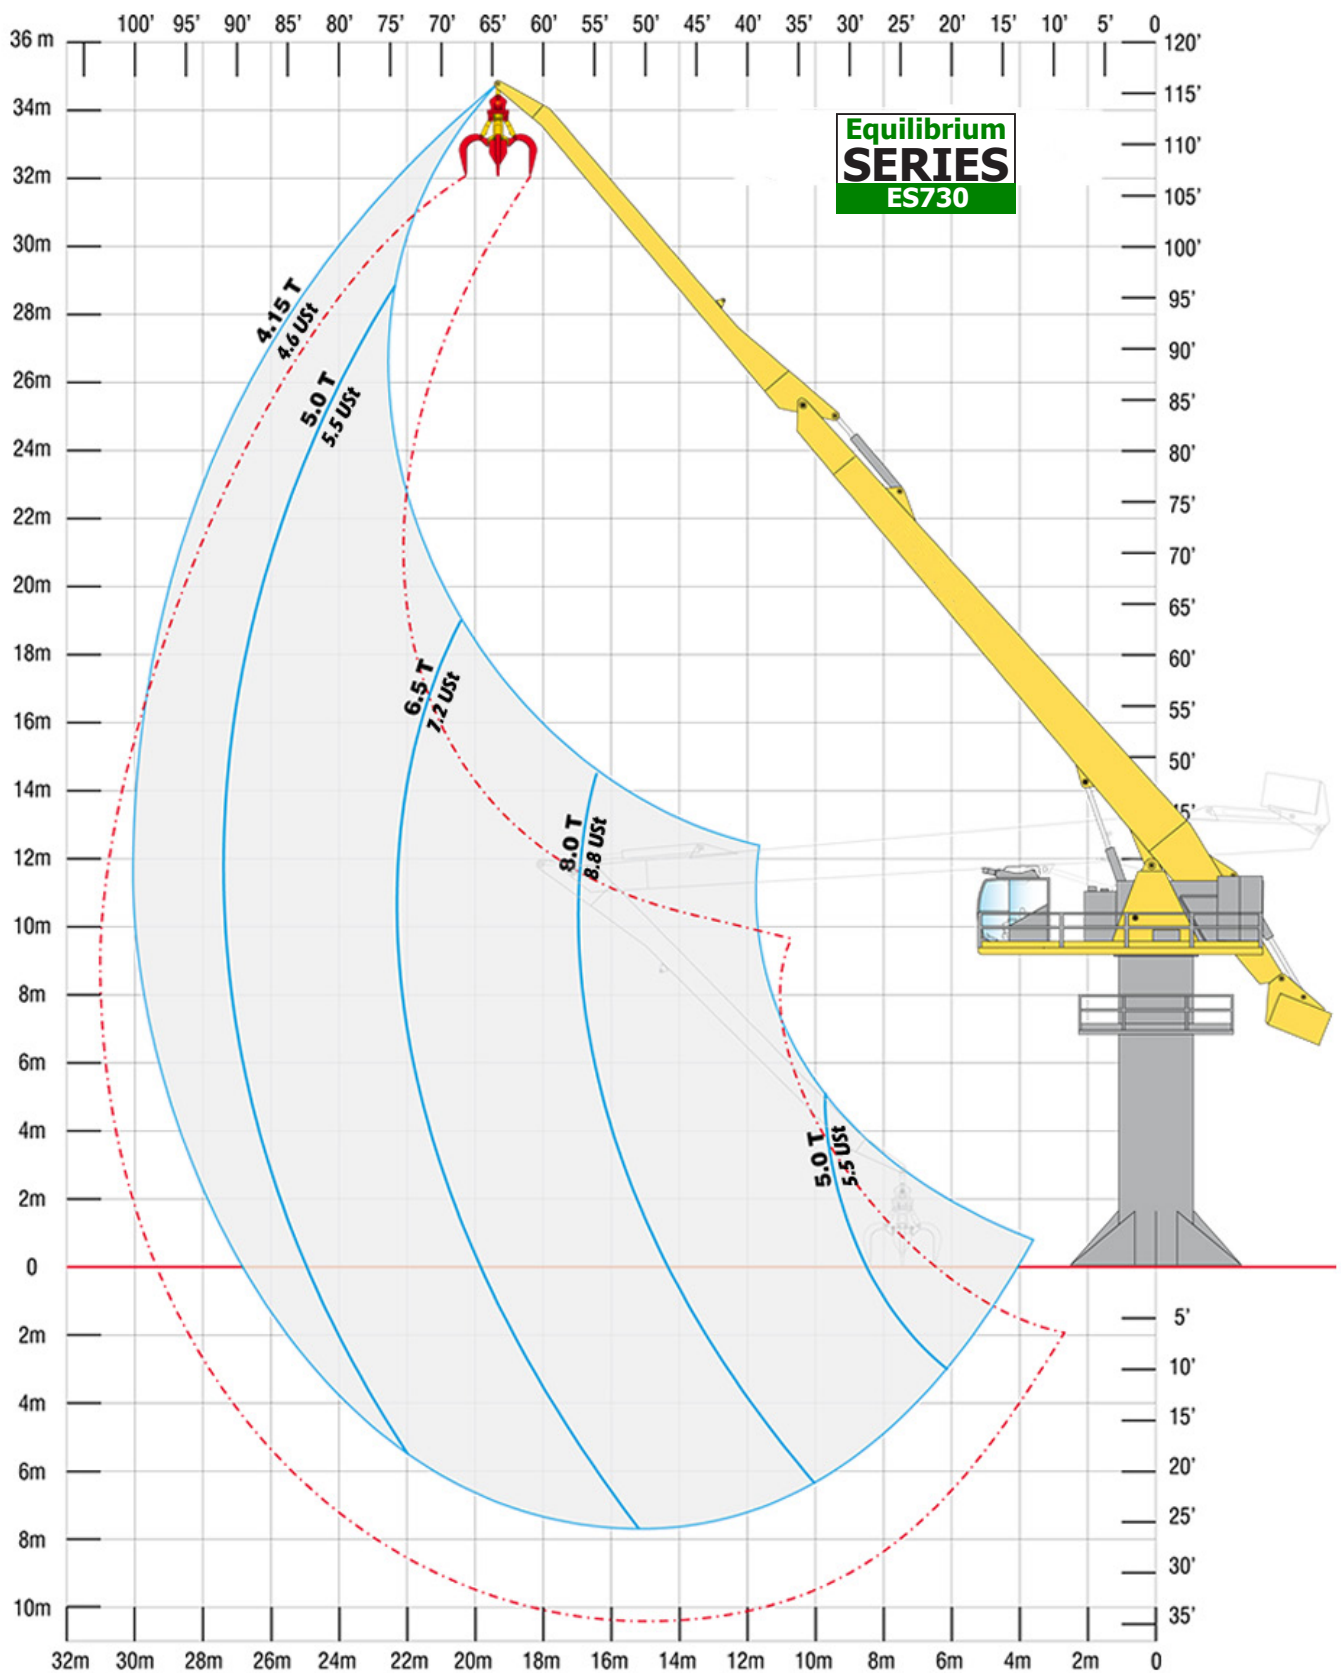 100' 95' 90' 85' 80' 75' 70' 65' 60' 55' 50' 45' 40' 35' 30' 25' 20' 15' 10' 5' 0
36 m 120'
115'
34m
Equilibrium
110'
SERIES
32m
ES730
105'
30m 100'
95'
28m
4.15 T
4.6 USt
90'
26m
85'
5.0 T
5.5 USt
24m 80'
75'
22m
70'
20m
65'
18m 60'
6.5 T
7.2 USt
55'
16m
50'
14m
5'
8.0 T
8.8 USt
12m
10m
8m
6m
4m
5.0 T
5.5 USt
2m
0
5'
2m
10'
4m 15'
6m 20'
25'
8m
30'
10m 35'
32m 30m 28m 26m 24m 22m 20m 18m 16m 14m 12m 10m 8m 6m 4m 2m 0